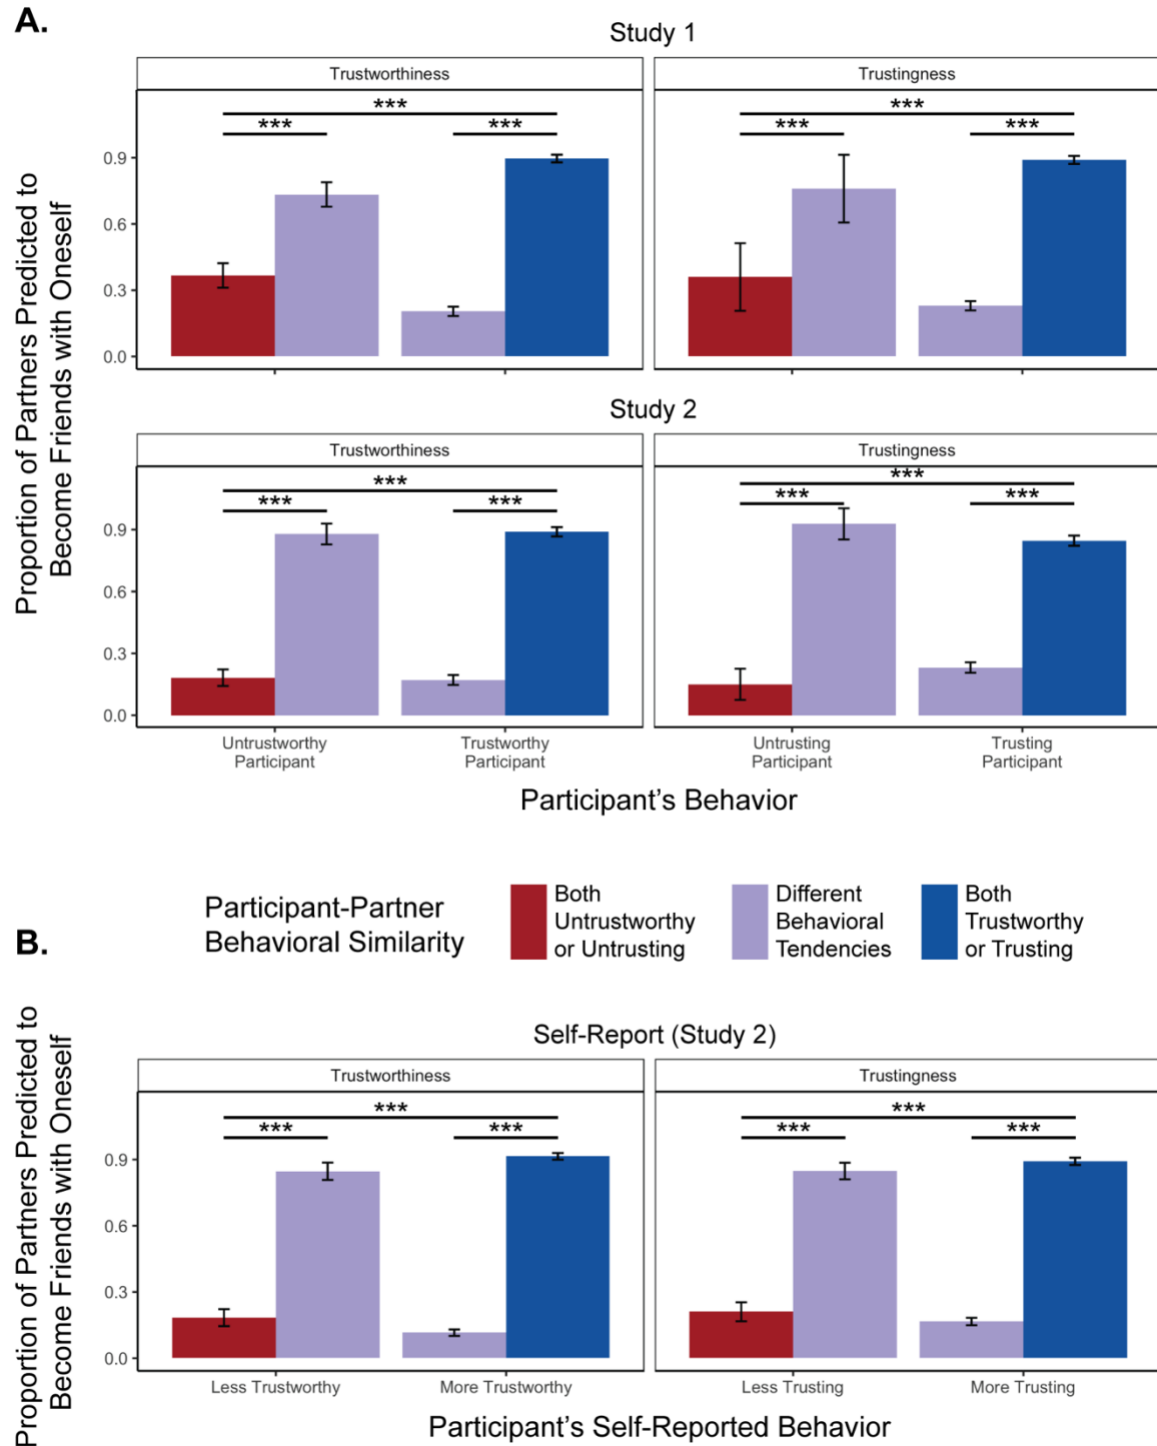 A.
Study 1
Trustworthiness
Trustingness
Proportion of Partners Predicted to
Become Friends with Oneself
*** 
*** ***
***
*** ***
0.9
0.6
0.3
0.0
Study 2
Trustworthiness
Trustingness
***
*** ***
***
*** ***
0.9
0.6
0.3
0.0
Untrustworthy
Participant
Trustworthy
Participant
Untrusting
Participant
Trusting
Participant
Participant’s Behavior
Participant-Partner
Behavioral Similarity
Both
Untrustworthy
or Untrusting
Different
Behavioral
Tendencies
Both
Trustworthy
or Trusting
B.
Proportion of Partners Predicted to
Become Friends with Oneself
Self-Report (Study 2)
Trustworthiness
Trustingness
***
*** ***
***
*** ***
0.9
0.6
0.3
0.0
Less Trustworthy
More Trustworthy
Less Trusting
More Trusting
Participant’s Self-Reported Behavior